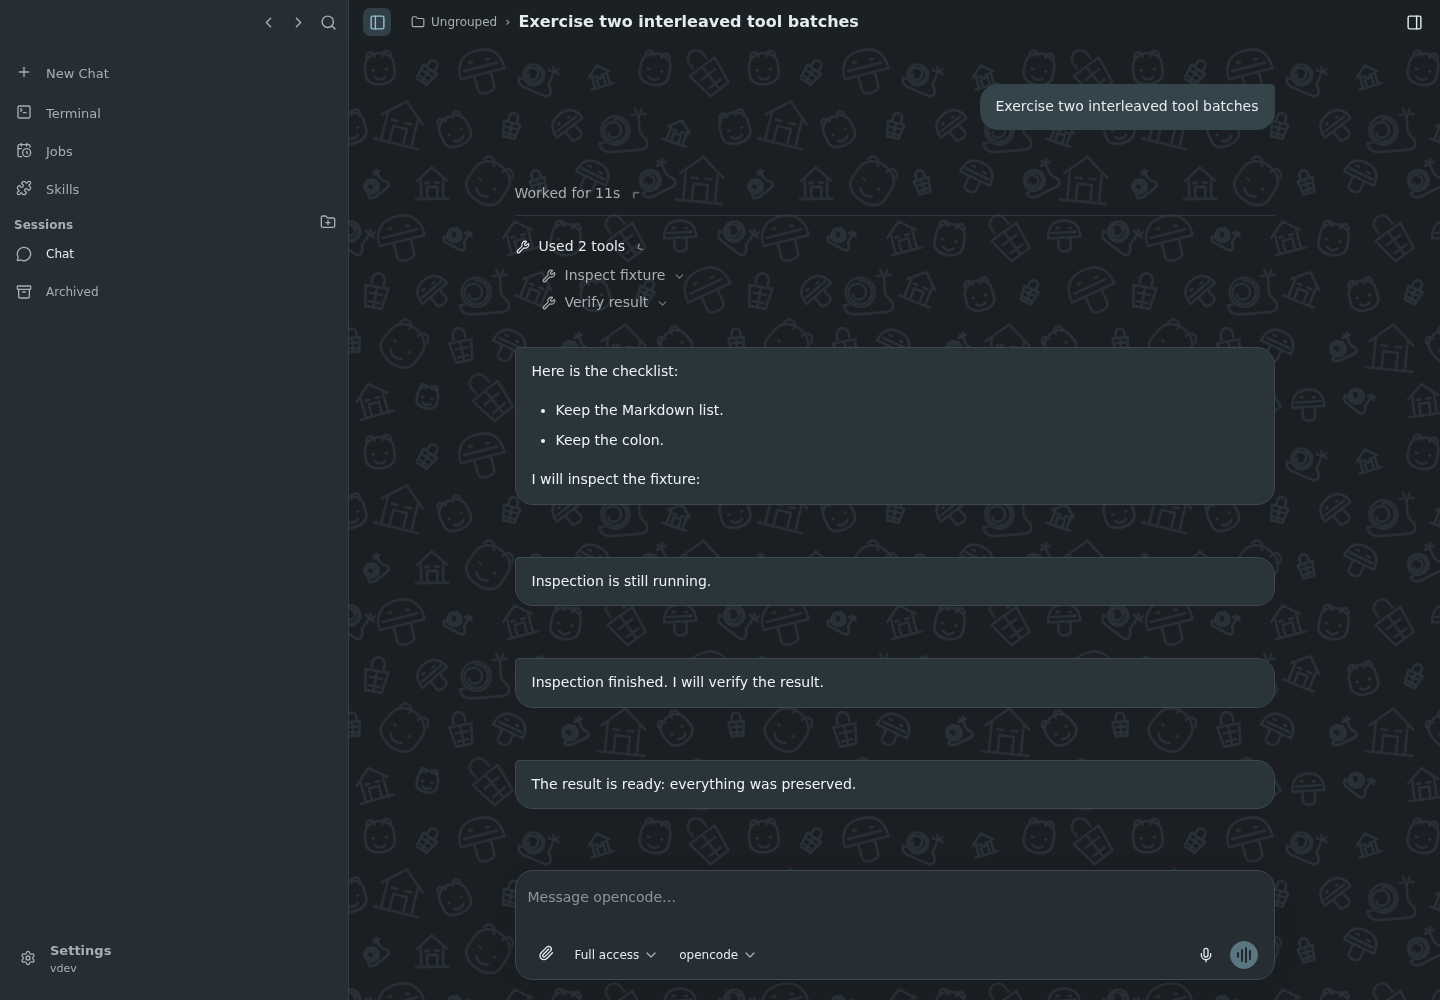 New Chat
Terminal
Jobs
Skills
Sessions
Chat
Archived
Settings
vdev
Ungrouped › Exercise two interleaved tool batches
Exercise two interleaved tool batches
Worked for 11s
Used 2 tools
Inspect fixture
Verify result
Here is the checklist:
• Keep the Markdown list.
• Keep the colon.
I will inspect the fixture:
Inspection is still running.
Inspection finished. I will verify the result.
The result is ready: everything was preserved.
Message opencode...
Full access
opencode